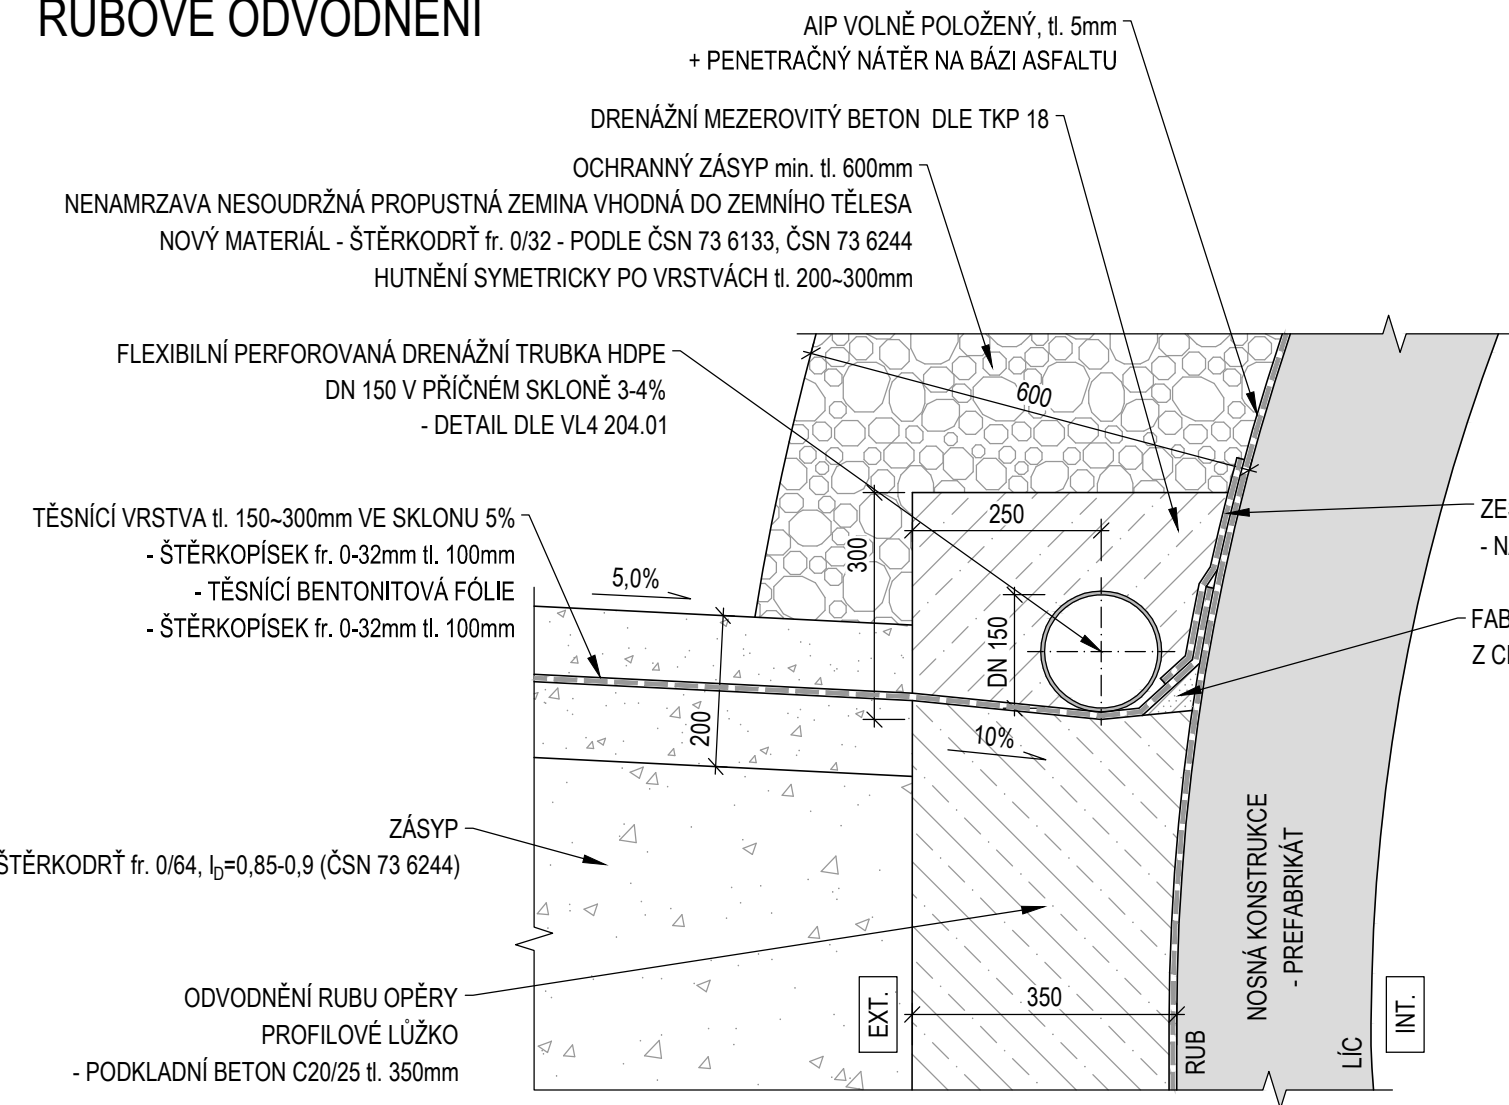 RUBOVÉ ODVODNĚNÍ
AIP VOLNĚ POLOŽENÝ, tl. 5mm
+ PENETRAČNÝ NÁTĚR NA BÁZI ASFALTU
DRENÁŽNÍ MEZEROVITÝ BETON DLE TKP 18
OCHRANNÝ ZÁSYP min. tl. 600mm
NENAMRZAVA NESOUDRŽNÁ PROPUSTNÁ ZEMINA VHODNÁ DO ZEMNÍHO TĚLESA
NOVÝ MATERIÁL - ŠTĚRKODRŤ fr. 0/32 - PODLE ČSN 73 6133, ČSN 73 6244
HUTNĚNÍ SYMETRICKY PO VRSTVÁCH tl. 200~300mm
FLEXIBILNÍ PERFOROVANÁ DRENÁŽNÍ TRUBKA HDPE
DN 150 V PŘÍČNÉM SKLONĚ 3-4%
- DETAIL DLE VL4 204.01
600
TĚSNÍCÍ VRSTVA tl. 150~300mm VE SKLONU 5%
- ŠTĚRKOPÍSEK fr. 0-32mm tl. 100mm
- TĚSNÍCÍ BENTONITOVÁ FÓLIE
- ŠTĚRKOPÍSEK fr. 0-32mm tl. 100mm
5,0%
250
300
DN 150
200
10%
ZE
- N
FAB
Z C
ZÁSYP
ŠTĚRKODRŤ fr. 0/64, I_D=0,85-0,9 (ČSN 73 6244)
ODVODNĚNÍ RUBU OPĚRY
PROFILOVÉ LŮŽKO
- PODKLADNÍ BETON C20/25 tl. 350mm
EXT.
350
RUB
NOSNÁ KONSTRUKCE
- PREFABRIKÁT
LÍC
INT.